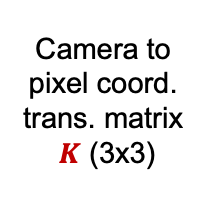 Camera to
pixel coord.
trans. matrix
K (3x3)